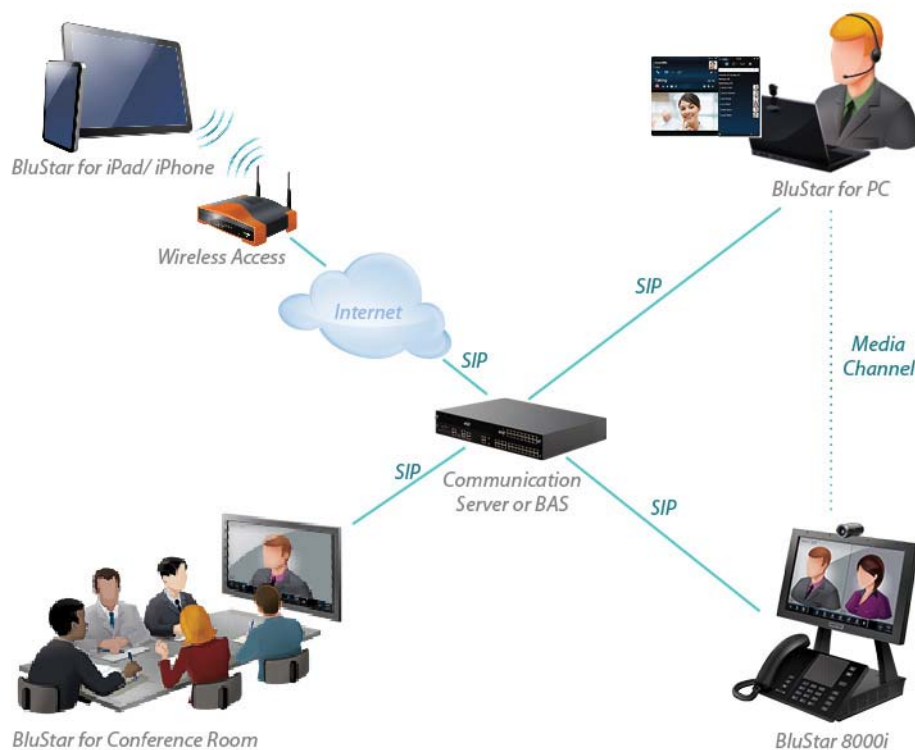 BluStar for iPad/ iPhone
BluStar for PC
Wireless Access
Internet
SIP
SIP
Media
Channel
SIP
Communication
Server or BAS
SIP
BluStar for Conference Room
BluStar 8000i